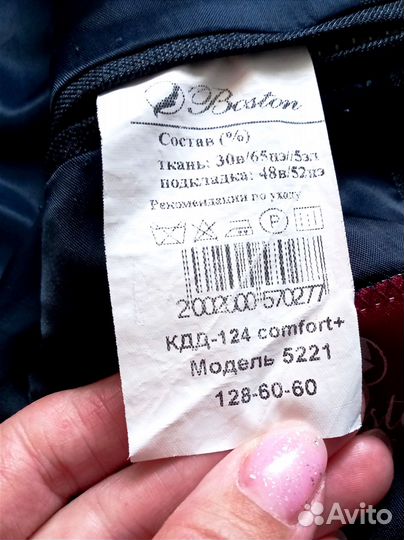 Boston
Состав (%)
ткань: 30в/65пэ/5эл
подкладка: 48в/52пэ
Рекомендации по уходу
P
2002000570277
КДД-124 comfort+
Модель 5221
128-60-60
Avito